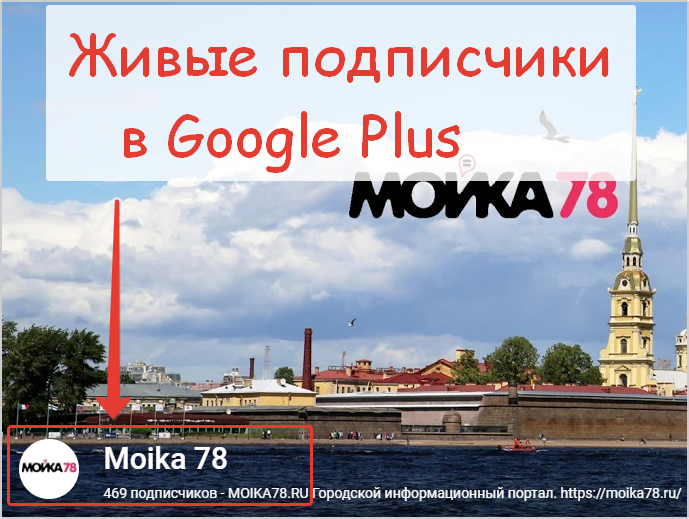 Живые подписчики
в Google Plus
МОЙКА78
МОЙКА78
Moika 78
469 подписчиков - MOIKA78.RU Городской информационный портал. https://moika78.ru/